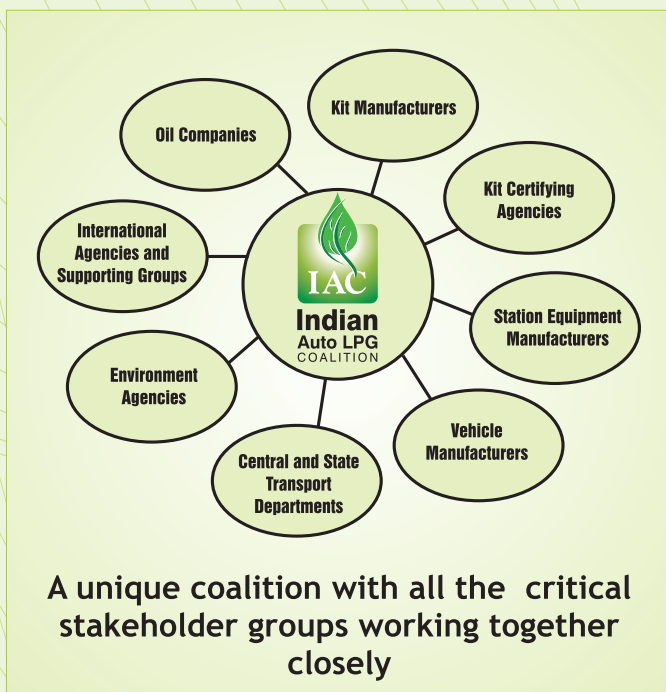 Kit Manufacturers
Oil Companies
Kit Certifying
Agencies
International
Agencies and
Supporting Groups
IAC
Indian
Auto LPG
COALITION
Station Equipment
Manufacturers
Environment
Agencies
Vehicle
Manufacturers
Central and State
Transport
Departments
A unique coalition with all the critical
stakeholder groups working together
closely